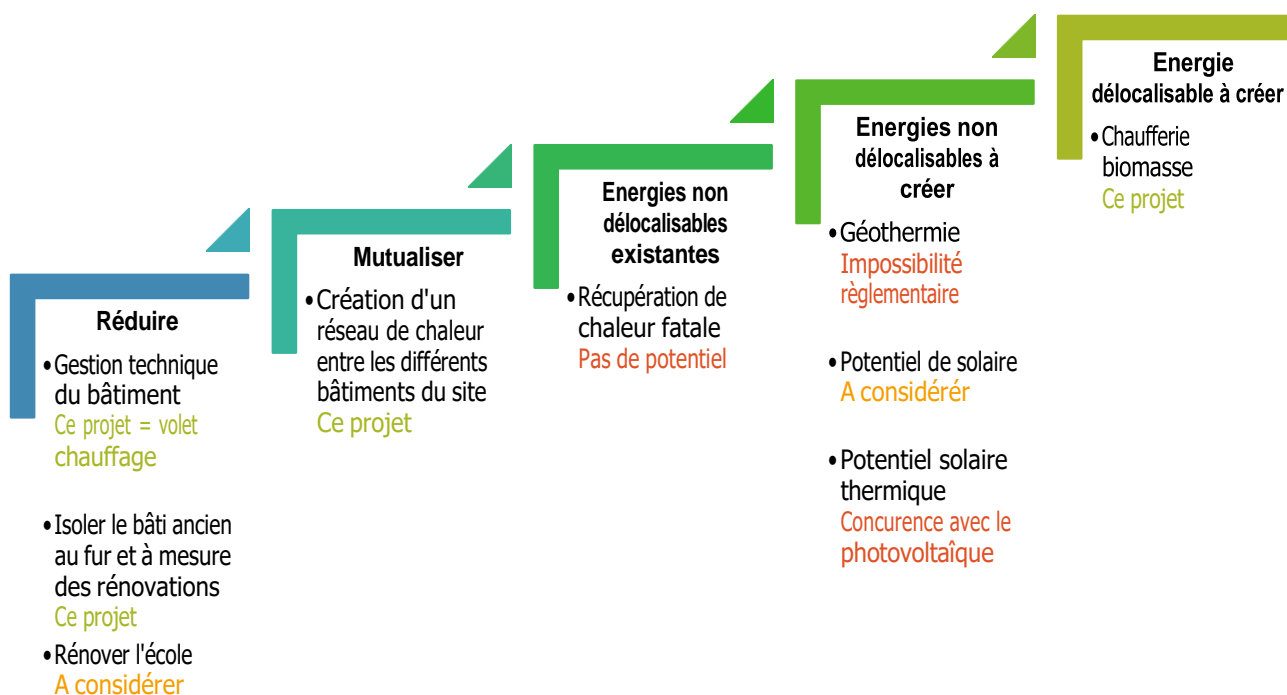 Réduire
•Gestion technique
du bâtiment
Ce projet = volet
chauffage
•Isoler le bâti ancien
au fur et à mesure
des rénovations
Ce projet
•Rénover l'école
A considérer
Mutualiser
•Création d'un
réseau de chaleur
entre les différents
bâtiments du site
Ce projet
Energies non
délocalisables
existantes
•Récupération de
chaleur fatale
Pas de potentiel
Energies non
délocalisables à
créer
•Géothermie
Impossibilité
règlementaire
•Potentiel de solaire
A considérér
•Potentiel solaire
thermique
Concurence avec le
photovoltaîque
Energie
délocalisable à créer
•Chaufferie
biomasse
Ce projet